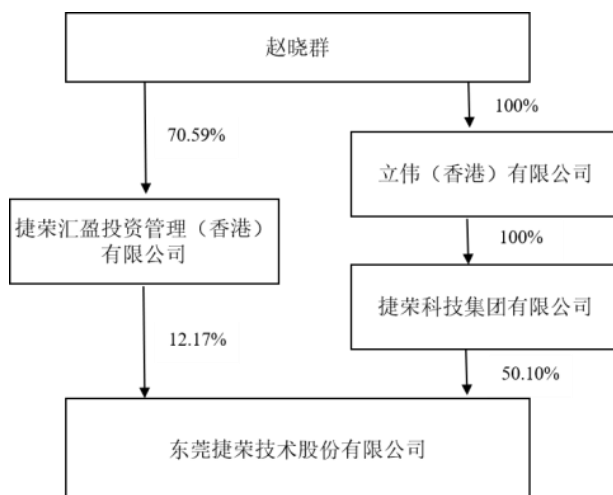 赵晓群
100%
70.59%
立伟（香港）有限公司
捷荣汇盈投资管理（香港）
有限公司
100%
捷荣科技集团有限公司
12.17%
50.10%
东莞捷荣技术股份有限公司